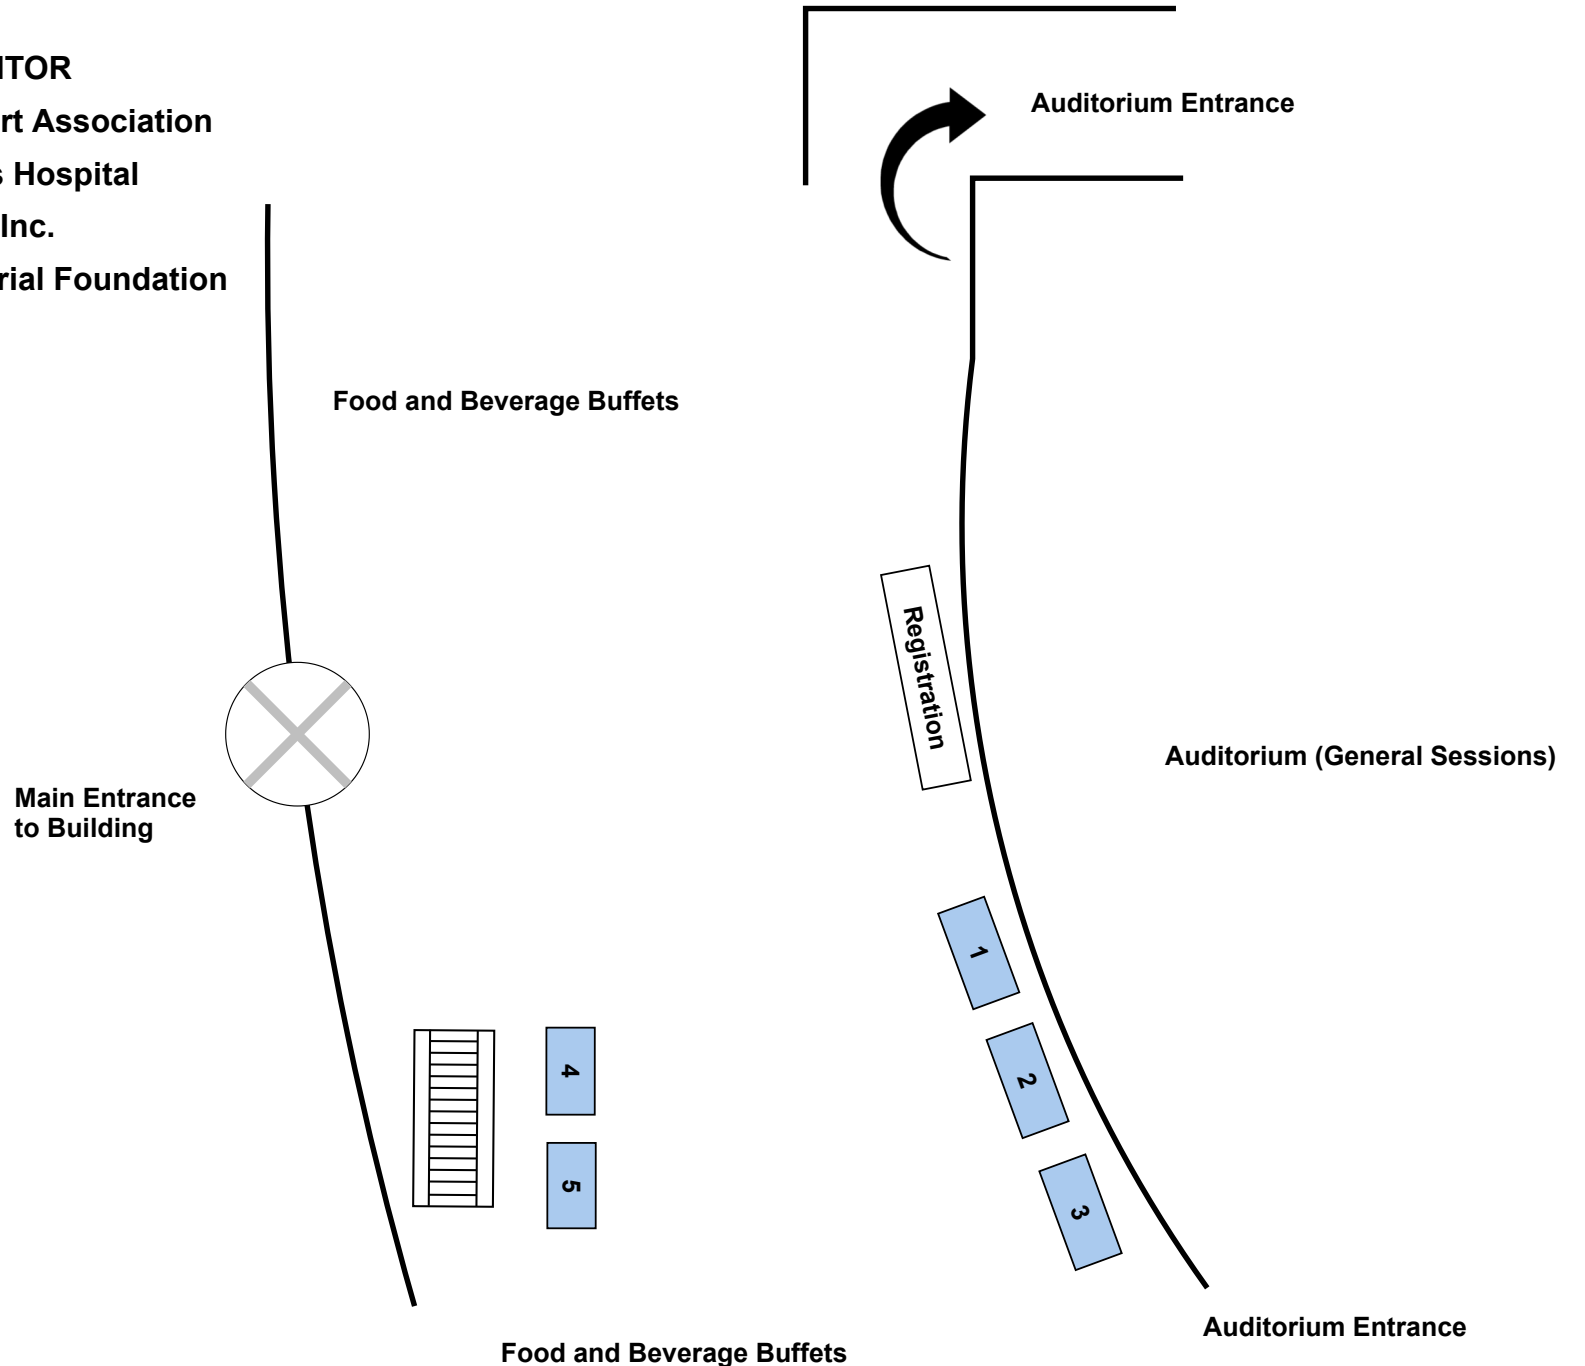 ITOR
rt Association
s Hospital
Inc.
rial Foundation
Auditorium Entrance
Food and Beverage Buffets
Registration
Main Entrance
to Building
Auditorium (General Sessions)
1
2
3
4
5
Auditorium Entrance
Food and Beverage Buffets